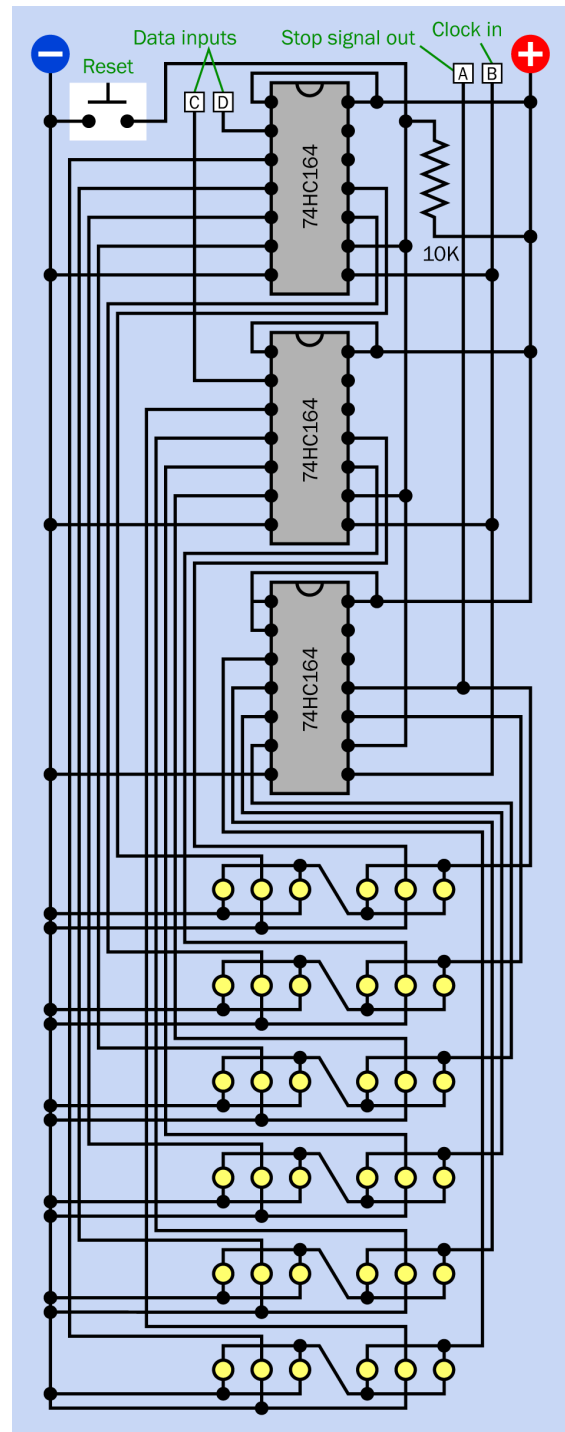 Data inputs
Stop signal out
Clock in
Reset
A
B
C
D
74HC164
10K
74HC164
74HC164